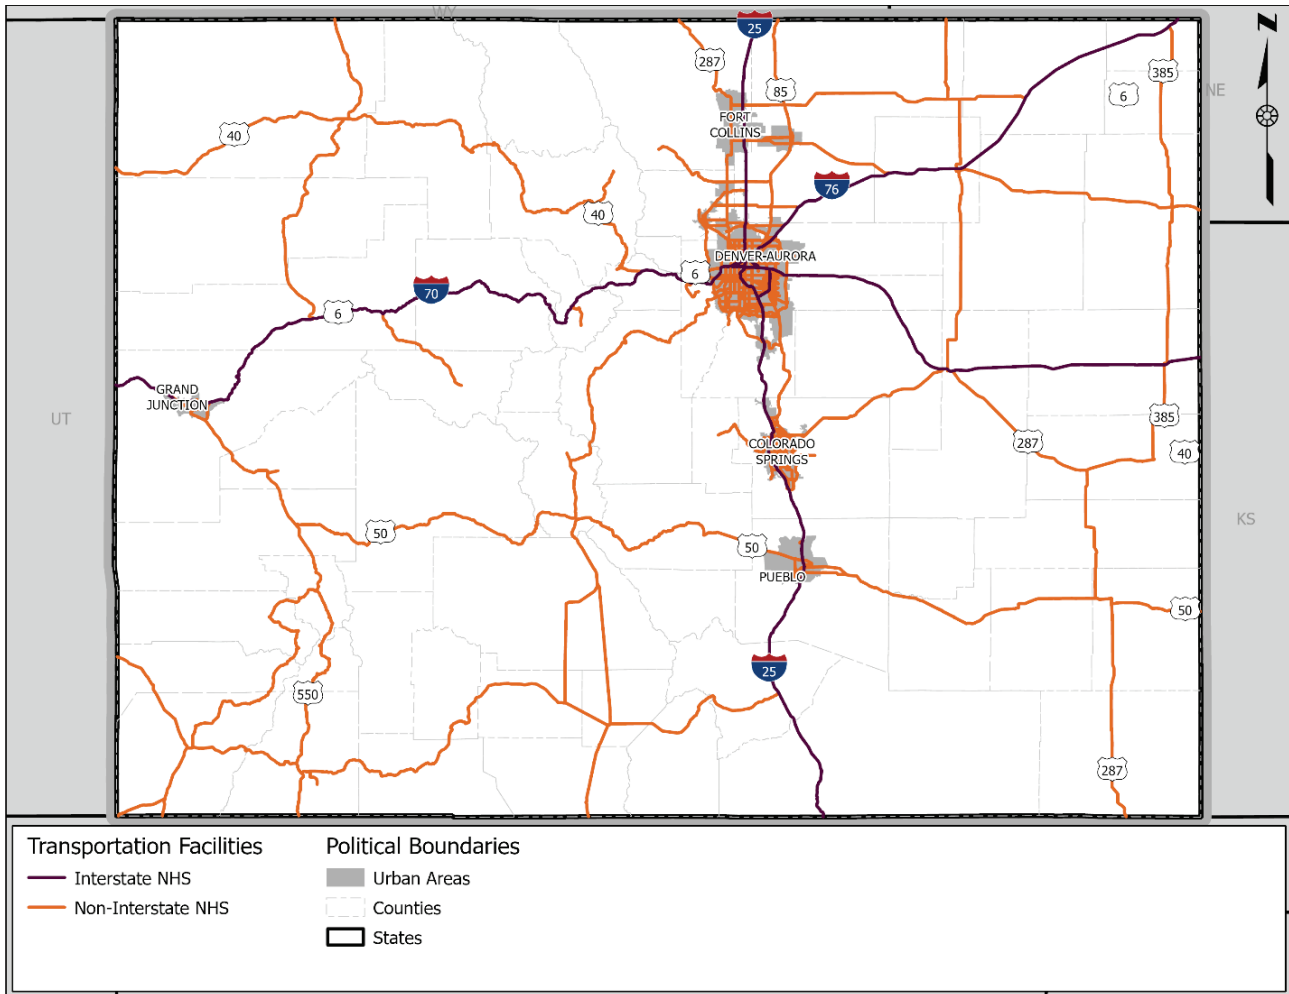 WY
25
Z
287
385
85
6
NE
FORT
COLLINS
40
76
40
DENVER-AURORA
6
70
6
GRAND
JUNCTION
UT
385
287
COLORADO
SPRINGS
40
KS
50
50
PUEBLO
50
25
550
287
Transportation Facilities
Interstate NHS
Non-Interstate NHS
Political Boundaries
Urban Areas
Counties
States